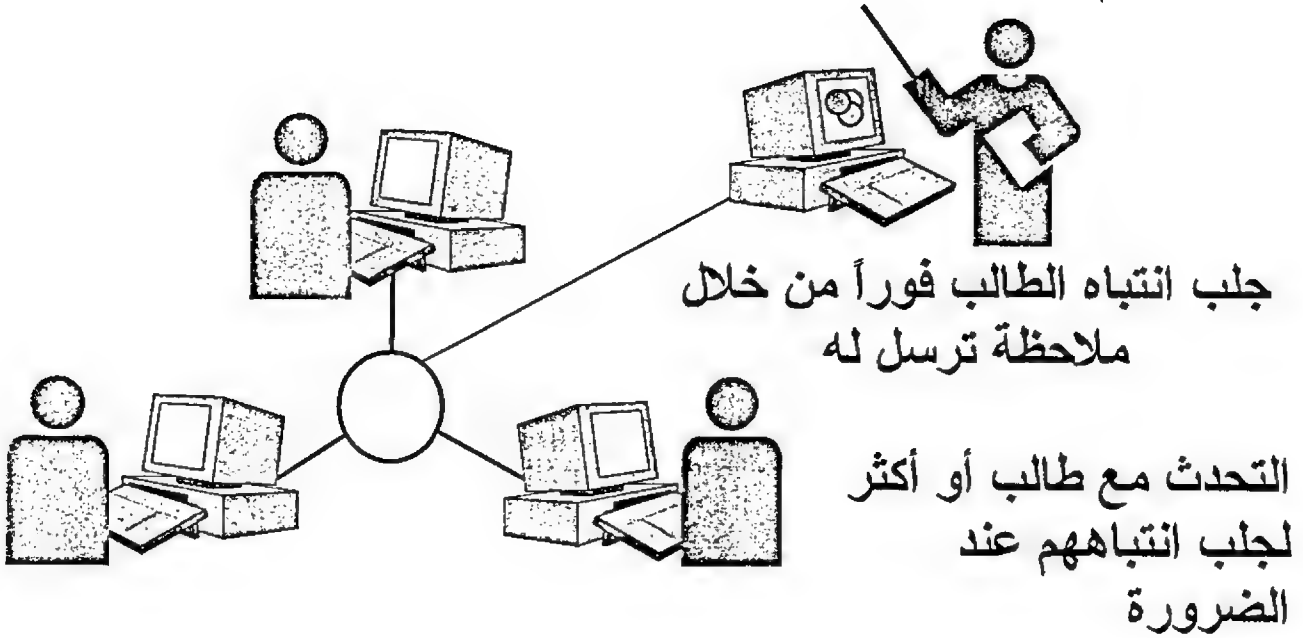 جلب انتباه الطالب فوراً من خلال
ملاحظة ترسل له
التحدث مع طالب أو أكثر
لجلب انتباههم عند
الضرورة